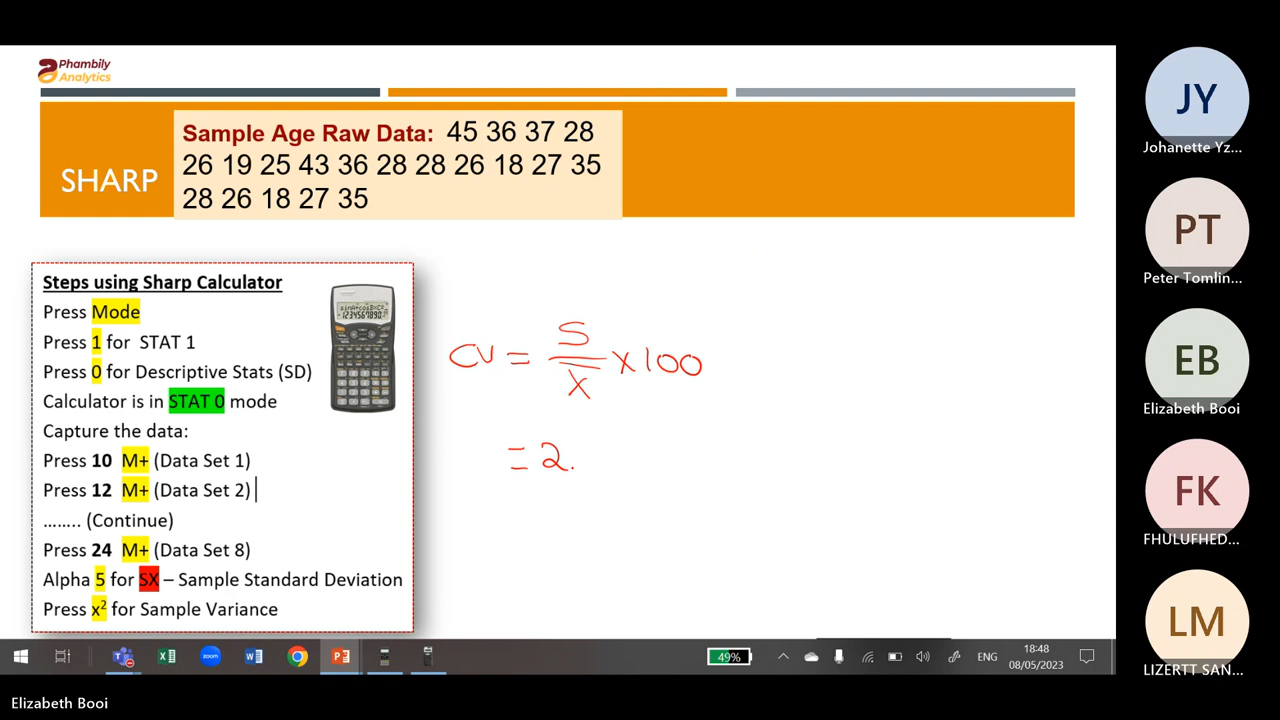 Phambily
Analytics
SHARP
Sample Age Raw Data: 45 36 37 28
26 19 25 43 36 28 28 26 18 27 35
28 26 18 27 35
Steps using Sharp Calculator
Press Mode
Press 1 for STAT 1
Press 0 for Descriptive Stats (SD)
Calculator is in STAT 0 mode
Capture the data:
Press 10 M+ (Data Set 1)
Press 12 M+ (Data Set 2)
…….. (Continue)
Press 24 M+ (Data Set 8)
Alpha 5 for SX – Sample Standard Deviation
Press x² for Sample Variance
CV = S / x̄ x 100
= 2.
JY
Johanette Yz...
PT
Peter Tomlin...
EB
Elizabeth Booi
FK
FHULUFHED...
LM
LIZERTT SAN...
zoom
49%
ENG
18:48
08/05/2023
Elizabeth Booi